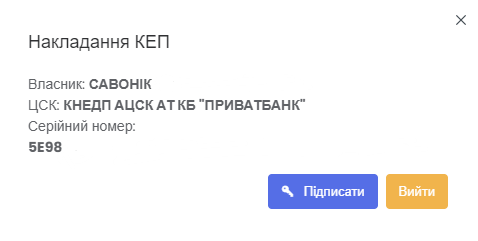 Накладання КЕП
Власник: САВОНІК
ЦСК: КНЕДП АЦСК АТ КБ "ПРИВАТБАНК"
Серійний номер:
5E98
Підписати
Вийти